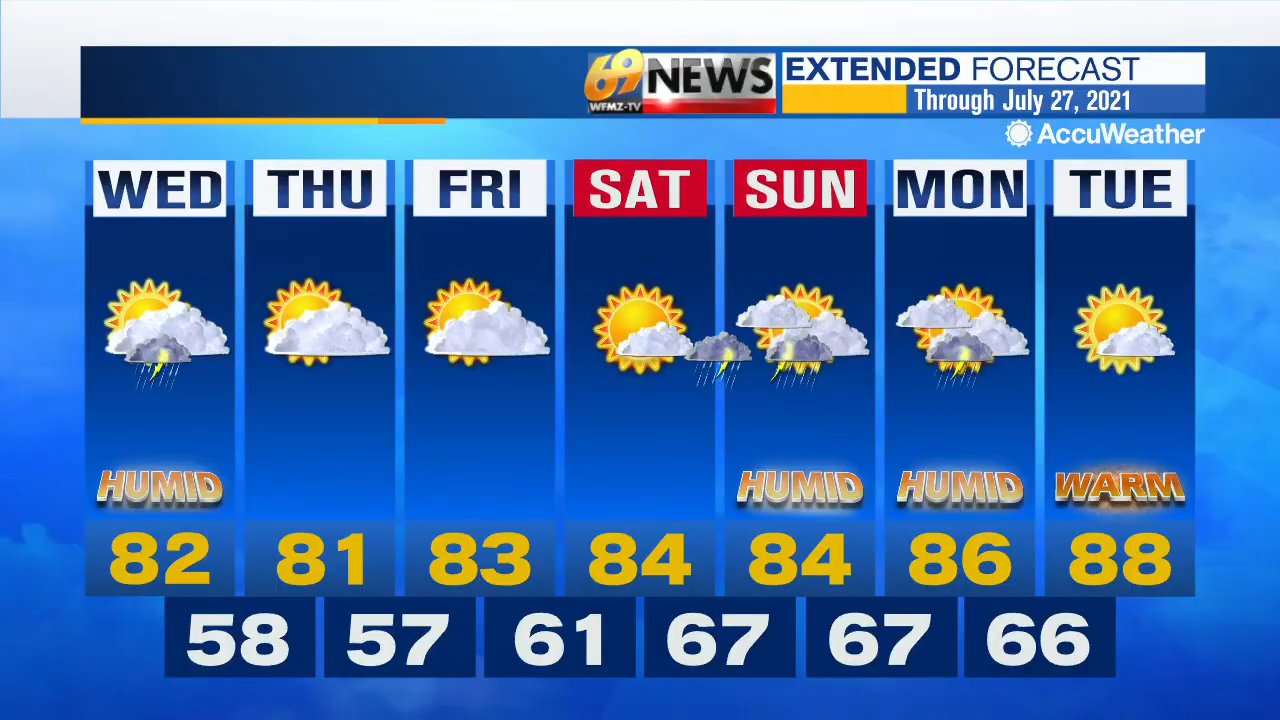 69 NEWS
WFMZ-TV
EXTENDED FORECAST
Through July 27, 2021
AccuWeather
WED THU FRI SAT SUN MON TUE
HUMID HUMID HUMID WARM
82 81 83 84 84 86 88
58 57 61 67 67 66